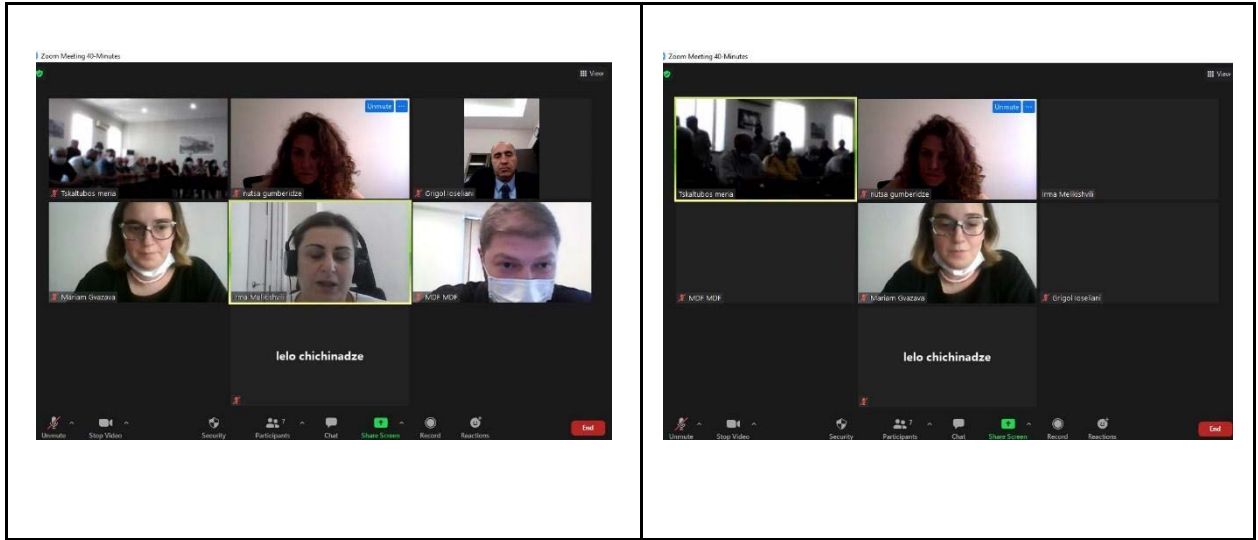 Zoom Meeting 40-Minutes
View
Unmute ...
Tskaltubos meria
nutsa gumberidze
Grigol Ioseliani
Mariam Gvazava
Irma Melikishvili
MDF MDF
lelo chichinadze
Unmute
Stop Video
Security
Participants 7
Chat
Share Screen
Record
Reactions
End
Zoom Meeting 40-Minutes
View
Unmute ...
Tskaltubos meria
nutsa gumberidze
Irma Melikishvili
MDF MDF
Mariam Gvazava
Grigol Ioseliani
lelo chichinadze
Unmute
Stop Video
Security
Participants 7
Chat
Share Screen
Record
Reactions
End